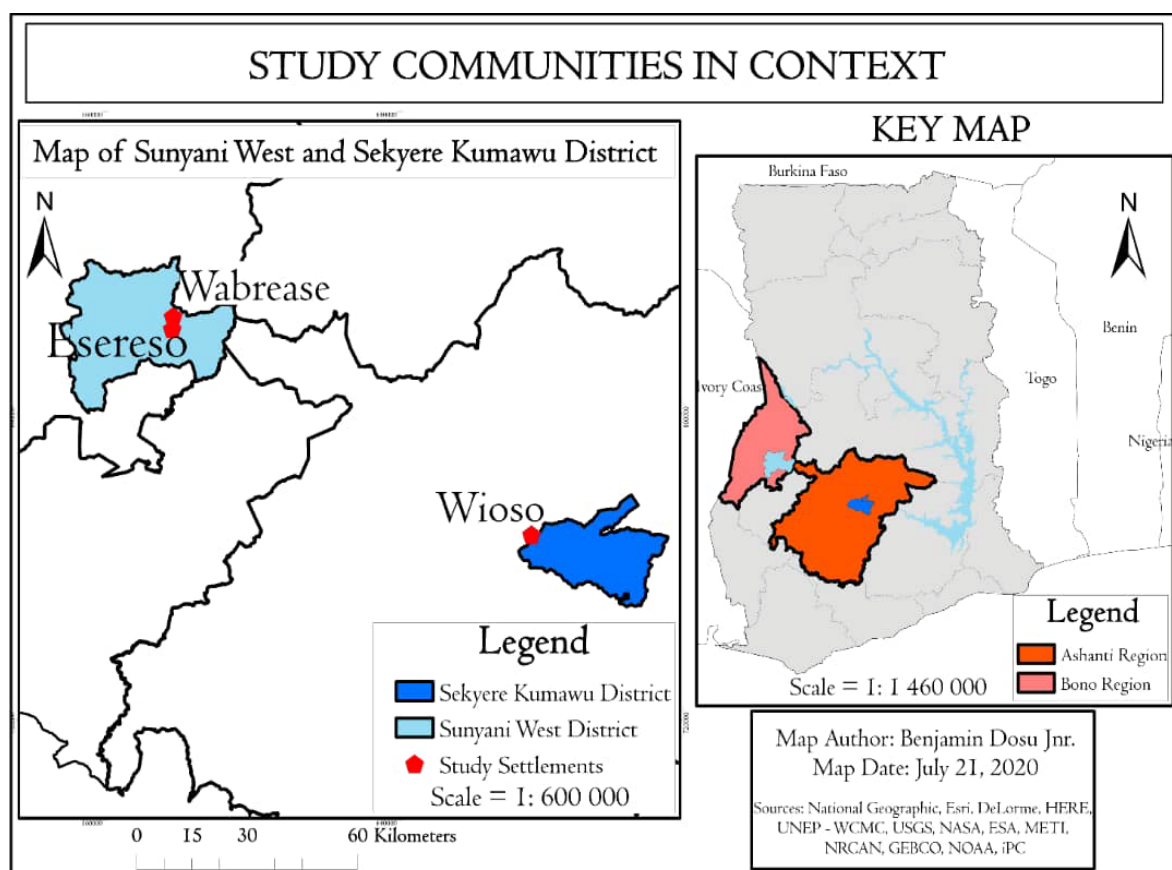 STUDY COMMUNITIES IN CONTEXT
Map of Sunyani West and Sekyere Kumawu District
N
Wabrease
Esereso
Wioso
Legend
Sekyere Kumawu District
Sunyani West District
Study Settlements
Scale = 1: 600 000
0 15 30 60 Kilometers
KEY MAP
Burkina Faso
N
Benin
Togo
Ivory Coas
Nigeria
Legend
Ashanti Region
Bono Region
Scale = 1: 1 460 000
Map Author: Benjamin Dosu Jnr.
Map Date: July 21, 2020
Sources: National Geographic, Esri, DeLorme, HERE,
UNEP - WCMC, USGS, NASA, ESA, METI,
NRCAN, GEBCO, NOAA, iPC